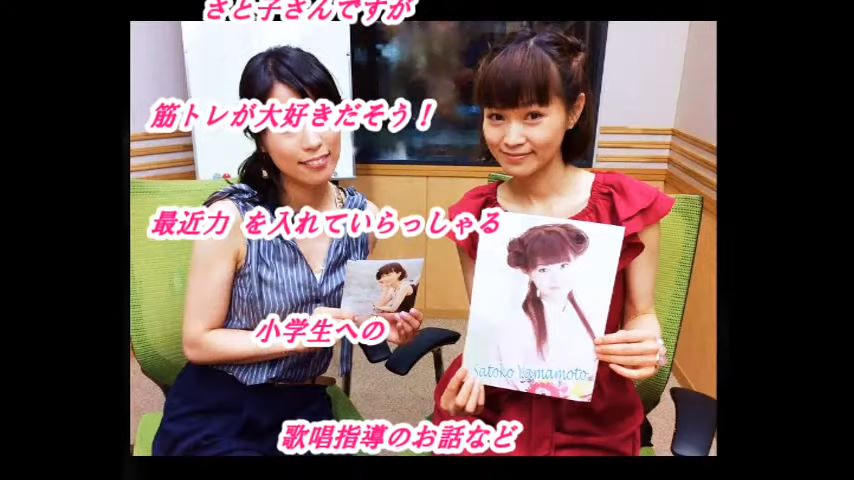 さと子さんですが
筋トレが大好きだそう！
最近力 を入れていらっしゃる
小学生への
歌唱指導のお話など
Satoko Yamamoto